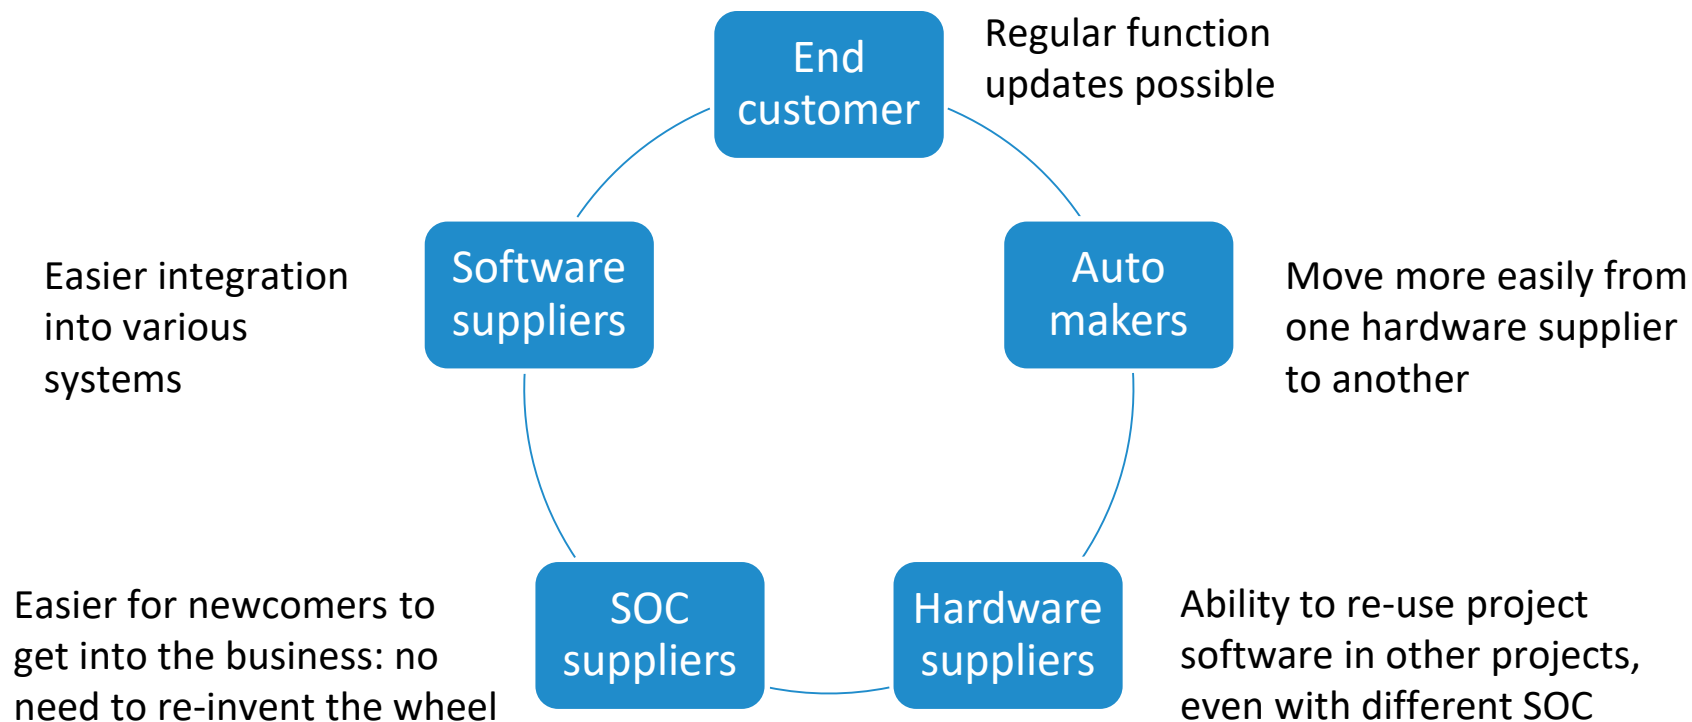 End
customer
Regular function
updates possible
Auto
makers
Move more easily from
one hardware supplier
to another
Hardware
suppliers
Ability to re-use project
software in other projects,
even with different SOC
SOC
suppliers
Easier for newcomers to
get into the business: no
need to re-invent the wheel
Software
suppliers
Easier integration
into various
systems